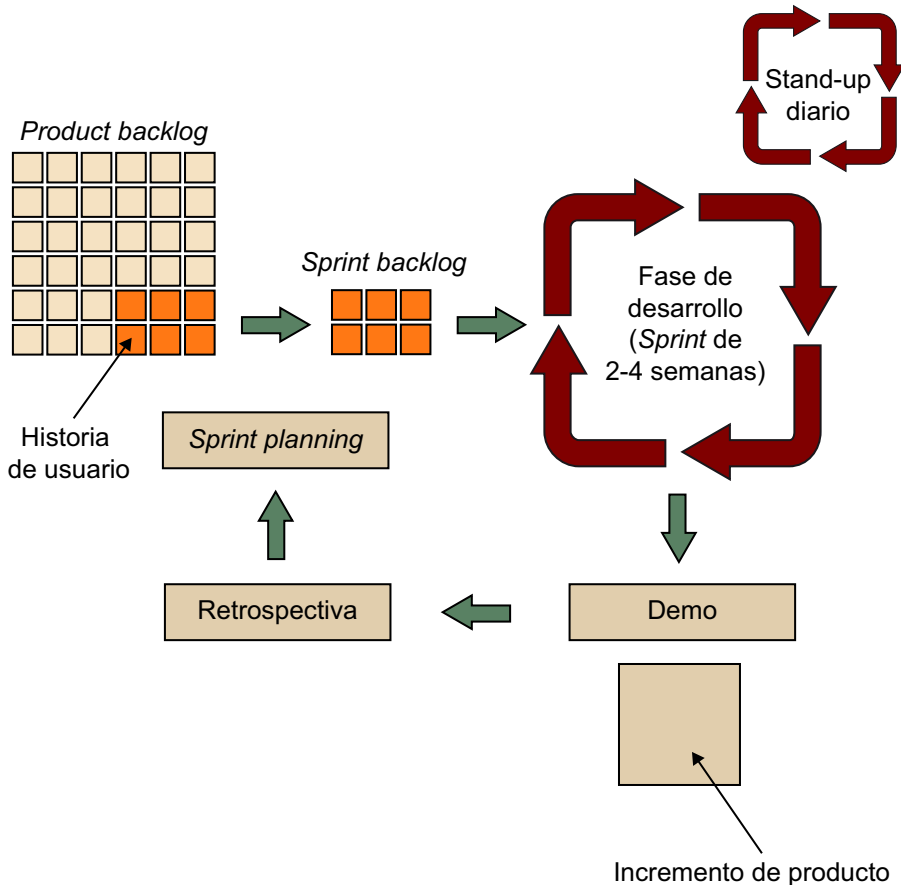 Stand-up
diario
Product backlog
Sprint backlog
Fase de
desarrollo
(Sprint de
2-4 semanas)
Historia
de usuario
Sprint planning
Retrospectiva
Demo
Incremento de producto